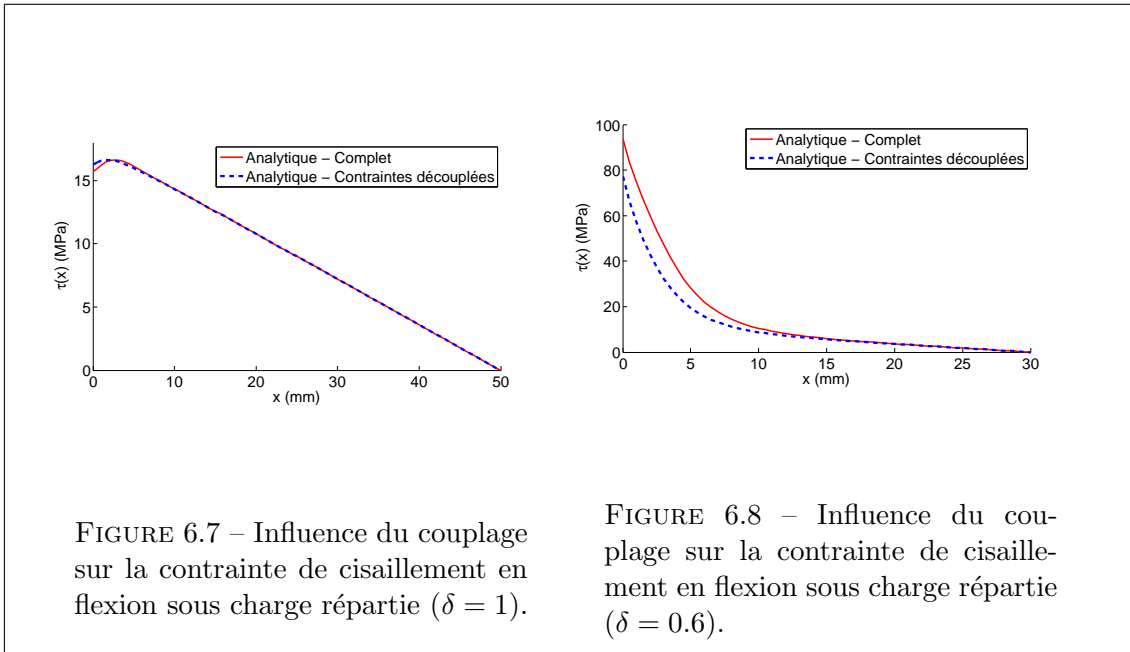 Analytique – Complet
Analytique – Contraintes découplées
15
10
5
0
τ(x) (MPa)
0 10 20 30 40 50
x (mm)
FIGURE 6.7 – Influence du couplage
sur la contrainte de cisaillement en
flexion sous charge répartie (δ = 1).
Analytique – Complet
Analytique – Contraintes découplées
100
80
60
40
20
0
τ(x) (MPa)
0 5 10 15 20 25 30
x (mm)
FIGURE 6.8 – Influence du cou-
plage sur la contrainte de cisaille-
ment en flexion sous charge répartie
(δ = 0.6).